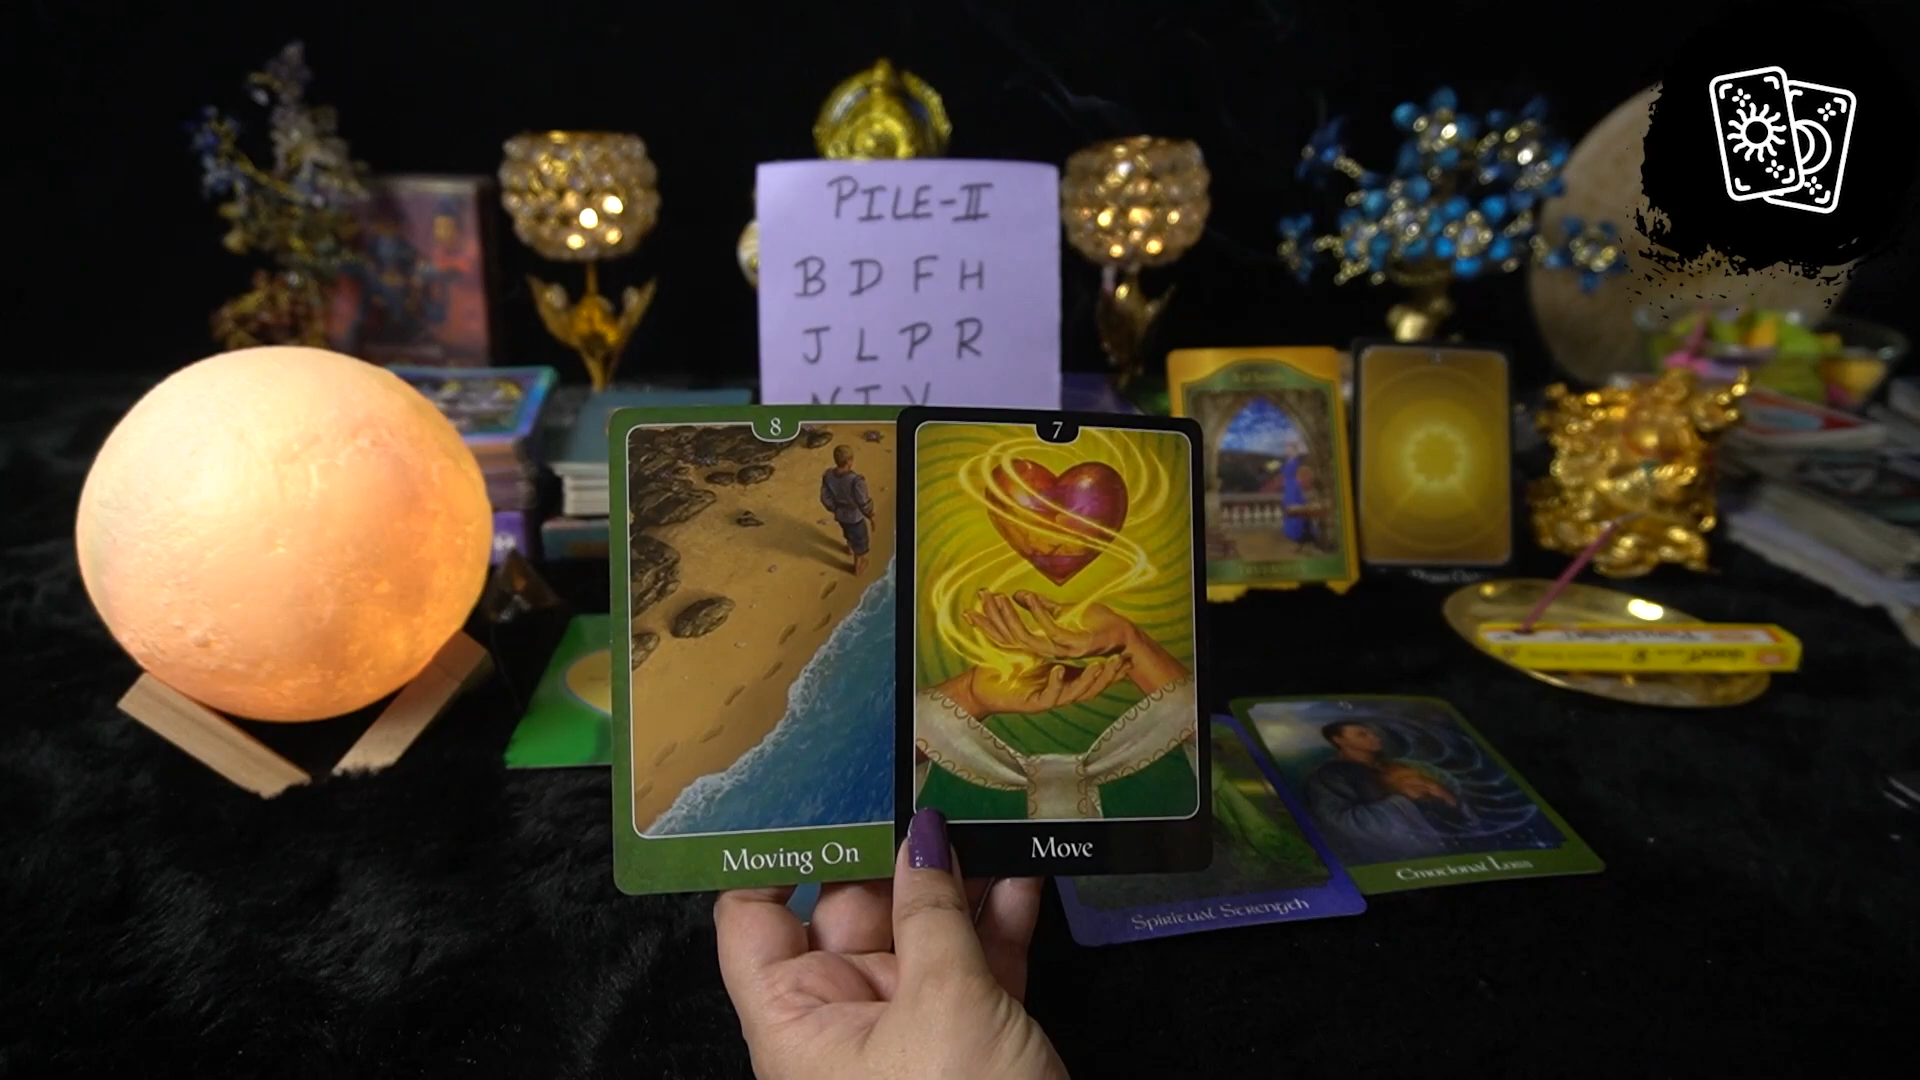 PILE-II
B D F H
J L P R
N T V
8
Moving On
7
Move
Spiritual Strength
Emotional Loss